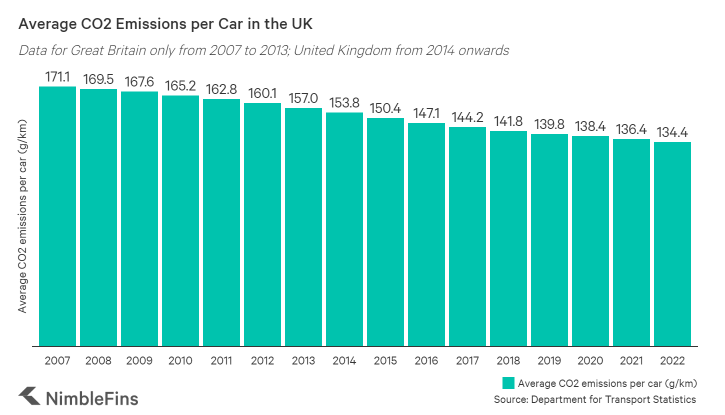 Average CO2 Emissions per Car in the UK
Data for Great Britain only from 2007 to 2013; United Kingdom from 2014 onwards
Average CO2 emissions per car (g/km)
171.1 169.5 167.6 165.2 162.8 160.1 157.0 153.8 150.4 147.1 144.2 141.8 139.8 138.4 136.4 134.4
2007 2008 2009 2010 2011 2012 2013 2014 2015 2016 2017 2018 2019 2020 2021 2022
Average CO2 emissions per car (g/km)
NimbleFins
Source: Department for Transport Statistics